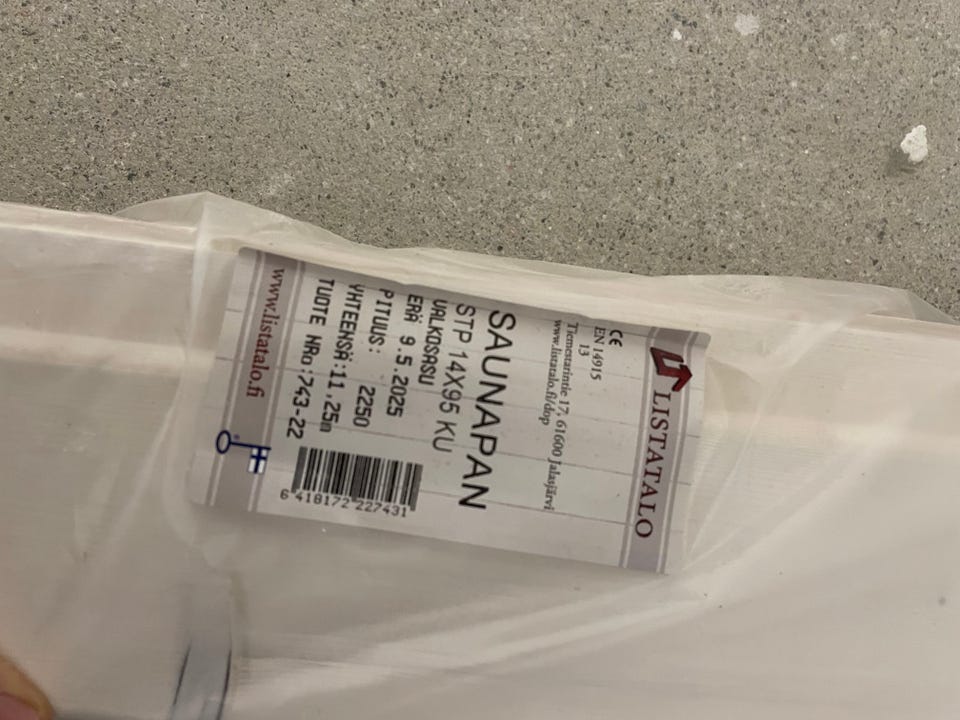 LISTATALO
CE
EN 14915
13
Tiemestarintie 17, 61600 Jalasjärvi
www.listatalo.fi/dop
SAUNAPAN
STP 14X95 KU
VALKOSASU
ERÄ 9.5.2025
PITUUS: 2250
YHTEENSÄ:11,25m
TUOTE NRo:743-22
6 418172 227431
www.listatalo.fi